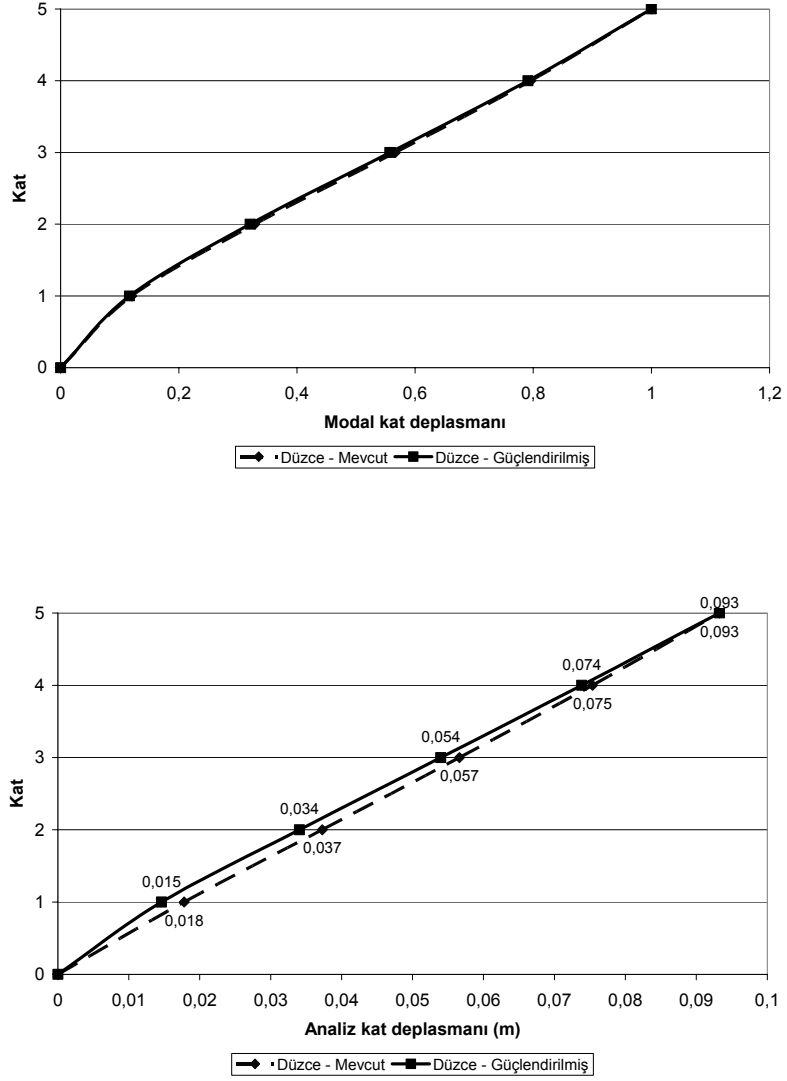 5
4
3
2
1
0
Kat
0 0,2 0,4 0,6 0,8 1 1,2
Modal kat deplasmanı
Düzce - Mevcut Düzce - Güçlendirilmiş
0,093
5
0,093
0,074
4
0,075
0,054
3
0,057
0,034
2
0,037
0,015
1
0,018
0
Kat
0 0,01 0,02 0,03 0,04 0,05 0,06 0,07 0,08 0,09 0,1
Analiz kat deplasmanı (m)
Düzce - Mevcut Düzce - Güçlendirilmiş